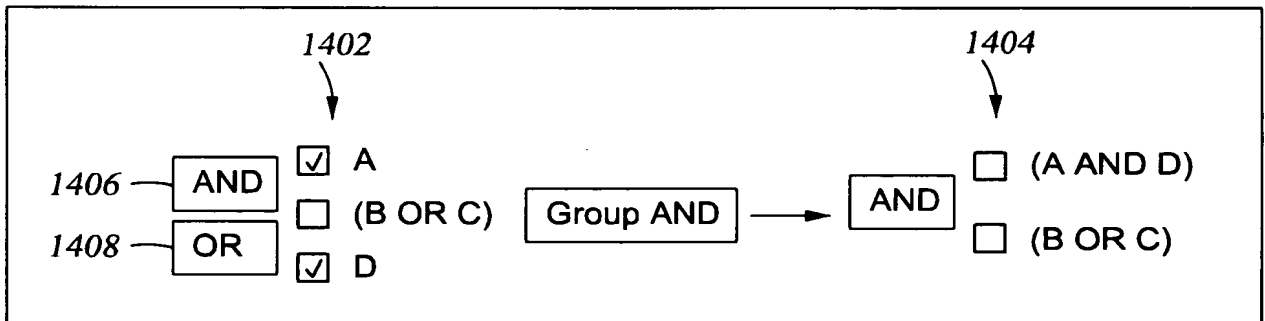 1402 1404
A (A AND D)
1406 AND (B OR C) Group AND AND
1408 OR (B OR C)
D